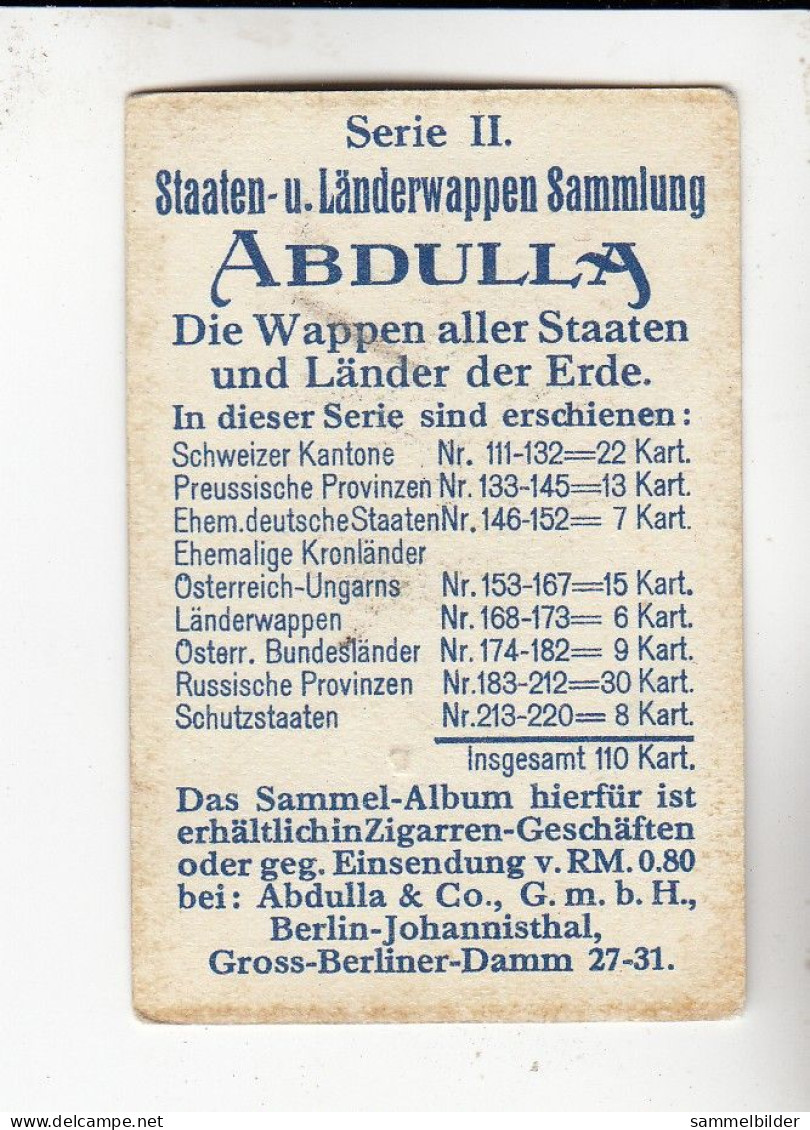 Serie II.
Staaten- u. Länderwappen Sammlung
ABDULLA
Die Wappen aller Staaten
und Länder der Erde.
In dieser Serie sind erschienen:
Schweizer Kantone Nr. 111-132=22 Kart.
Preussische Provinzen Nr. 133-145=13 Kart.
Ehem. deutsche Staaten Nr. 146-152= 7 Kart.
Ehemalige Kronländer
Österreich-Ungarns Nr. 153-167=15 Kart.
Länderwappen Nr. 168-173= 6 Kart.
Österr. Bundesländer Nr. 174-182= 9 Kart.
Russische Provinzen Nr. 183-212=30 Kart.
Schutzstaaten Nr. 213-220= 8 Kart.
Insgesamt 110 Kart.
Das Sammel-Album hierfür ist
erhältlich in Zigarren-Geschäften
oder geg. Einsendung v. RM. 0.80
bei: Abdulla & Co., G. m. b. H.,
Berlin-Johannisthal,
Gross-Berliner-Damm 27-31.
delcampe.net
sammelbilder